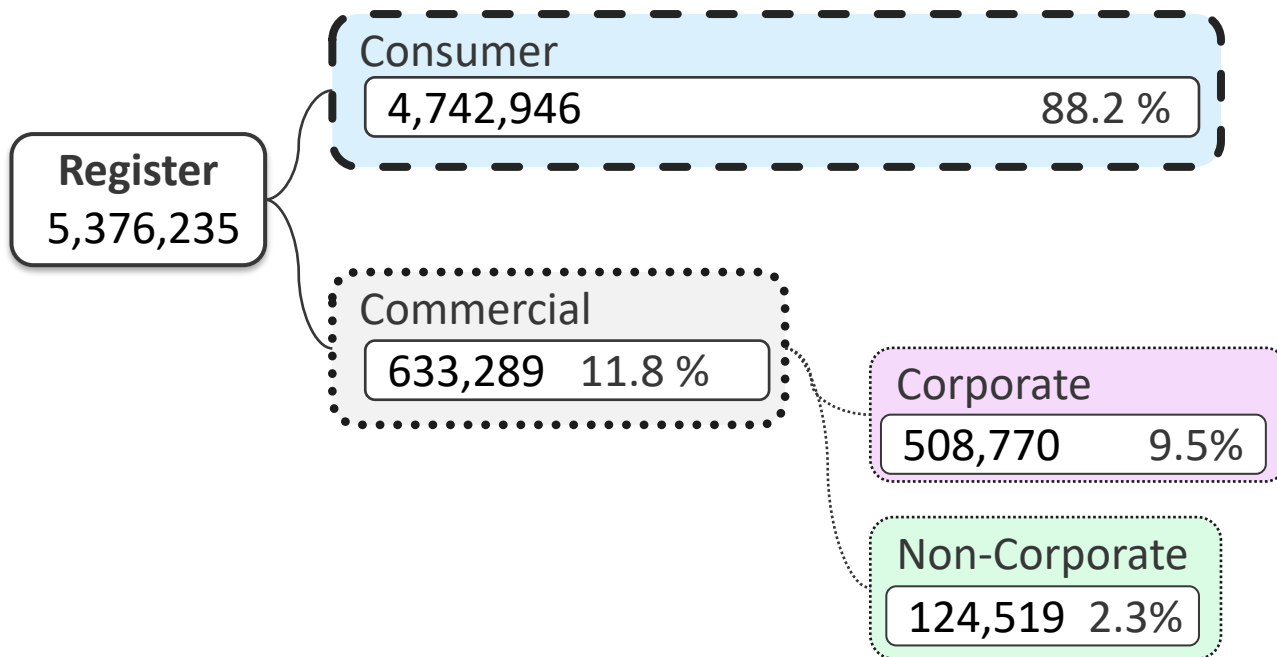 Register
5,376,235
Consumer
4,742,946 88.2 %
Commercial
633,289 11.8 %
Corporate
508,770 9.5%
Non-Corporate
124,519 2.3%